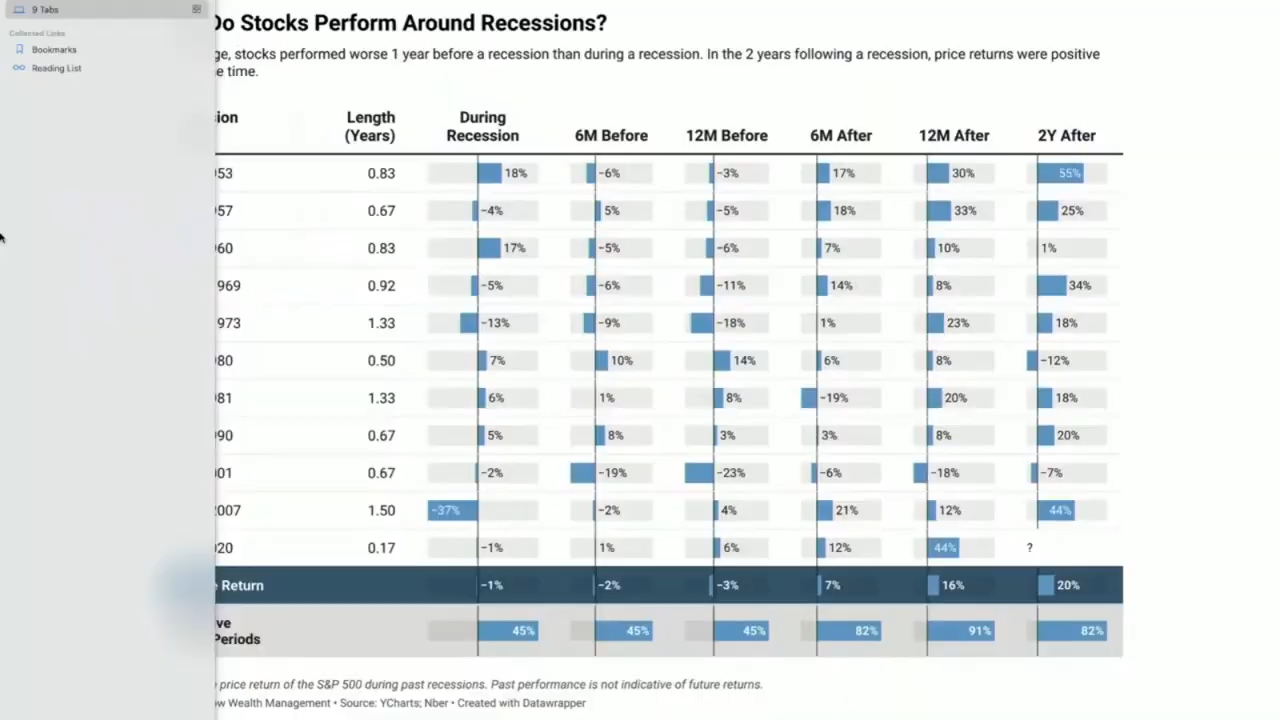 9 Tabs
Collected Links
Bookmarks
Reading List
Do Stocks Perform Around Recessions?
ge, stocks performed worse 1 year before a recession than during a recession. In the 2 years following a recession, price returns were positive
e time.
ion Length (Years) During Recession 6M Before 12M Before 6M After 12M After 2Y After
953 0.83 18% −6% −3% 17% 30% 55%
957 0.67 −4% 5% −5% 18% 33% 25%
960 0.83 17% −5% −6% 7% 10% 1%
969 0.92 −5% −6% −11% 14% 8% 34%
973 1.33 −13% −9% −18% 1% 23% 18%
980 0.50 7% 10% 14% 6% 8% −12%
981 1.33 6% 1% 8% −19% 20% 18%
990 0.67 5% 8% 3% 3% 8% 20%
001 0.67 −2% −19% −23% −6% −18% −7%
2007 1.50 −37% −2% 4% 21% 12% 44%
020 0.17 −1% 1% 6% 12% 44% ?
e Return −1% −2% −3% 7% 16% 20%
ve
Periods 45% 45% 45% 82% 91% 82%
e price return of the S&P 500 during past recessions. Past performance is not indicative of future returns.
ow Wealth Management • Source: YCharts; Nber • Created with Datawrapper